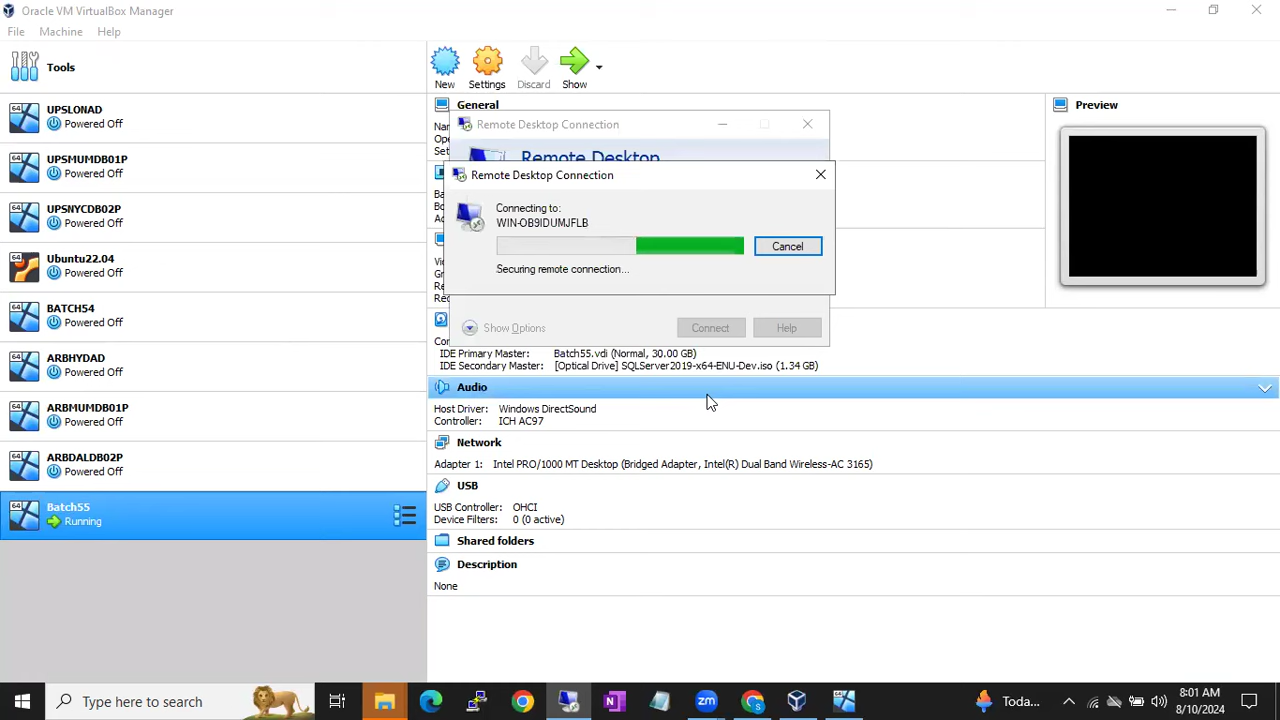 Oracle VM VirtualBox Manager
File Machine Help
Tools
UPSLONAD
Powered Off
UPSMUMDB01P
Powered Off
UPSNYCDB02P
Powered Off
Ubuntu22.04
Powered Off
BATCH54
Powered Off
ARBHYDAD
Powered Off
ARBMUMDB01P
Powered Off
ARBDALDB02P
Powered Off
Batch55
Running
New Settings Discard Show
General
Preview
Remote Desktop Connection
Remote Desktop
Remote Desktop Connection
Connecting to:
WIN-OB9IDUMJFLB
Cancel
Securing remote connection...
Show Options Connect Help
IDE Primary Master: Batch55.vdi (Normal, 30.00 GB)
IDE Secondary Master: [Optical Drive] SQLServer2019-x64-ENU-Dev.iso (1.34 GB)
Audio
Host Driver: Windows DirectSound
Controller: ICH AC97
Network
Adapter 1: Intel PRO/1000 MT Desktop (Bridged Adapter, Intel(R) Dual Band Wireless-AC 3165)
USB
USB Controller: OHCI
Device Filters: 0 (0 active)
Shared folders
Description
None
Type here to search
Toda...
8:01 AM
8/10/2024